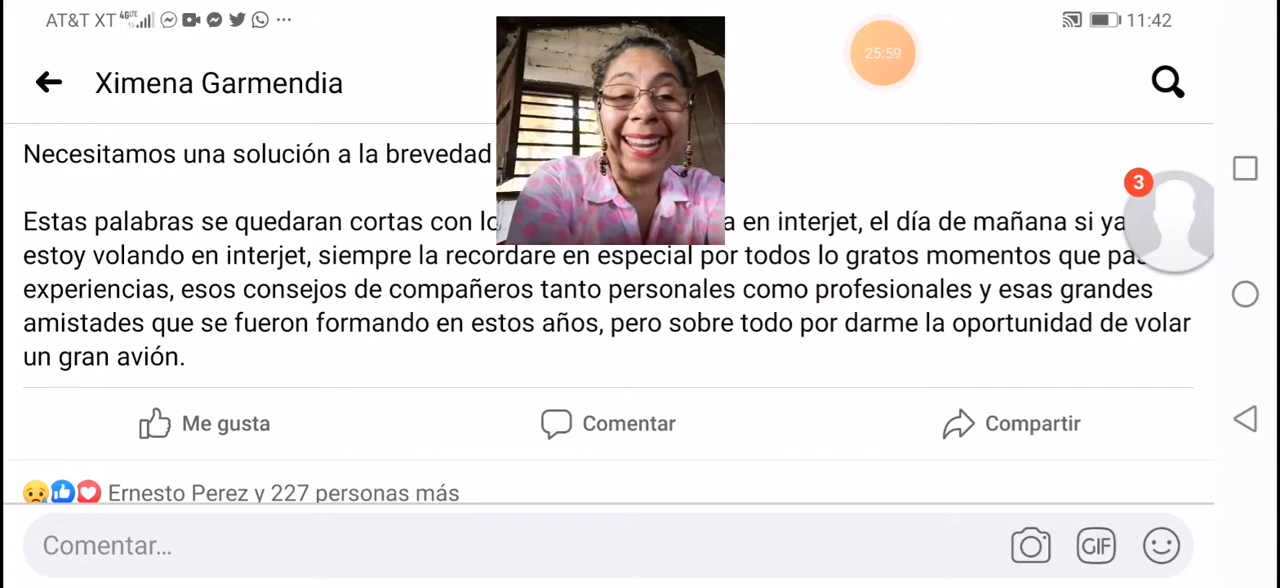 AT&T XT 4G LTE ... 11:42
25:59
Ximena Garmendia
Necesitamos una solución a la brevedad
3
Estas palabras se quedaran cortas con en interjet, el día de mañana si ya
estoy volando en interjet, siempre la recordare en especial por todos lo gratos momentos que
experiencias, esos consejos de compañeros tanto personales como profesionales y esas grandes
amistades que se fueron formando en estos años, pero sobre todo por darme la oportunidad de volar
un gran avión.
Me gusta Comentar Compartir
Ernesto Perez y 227 personas más
Comentar... GIF